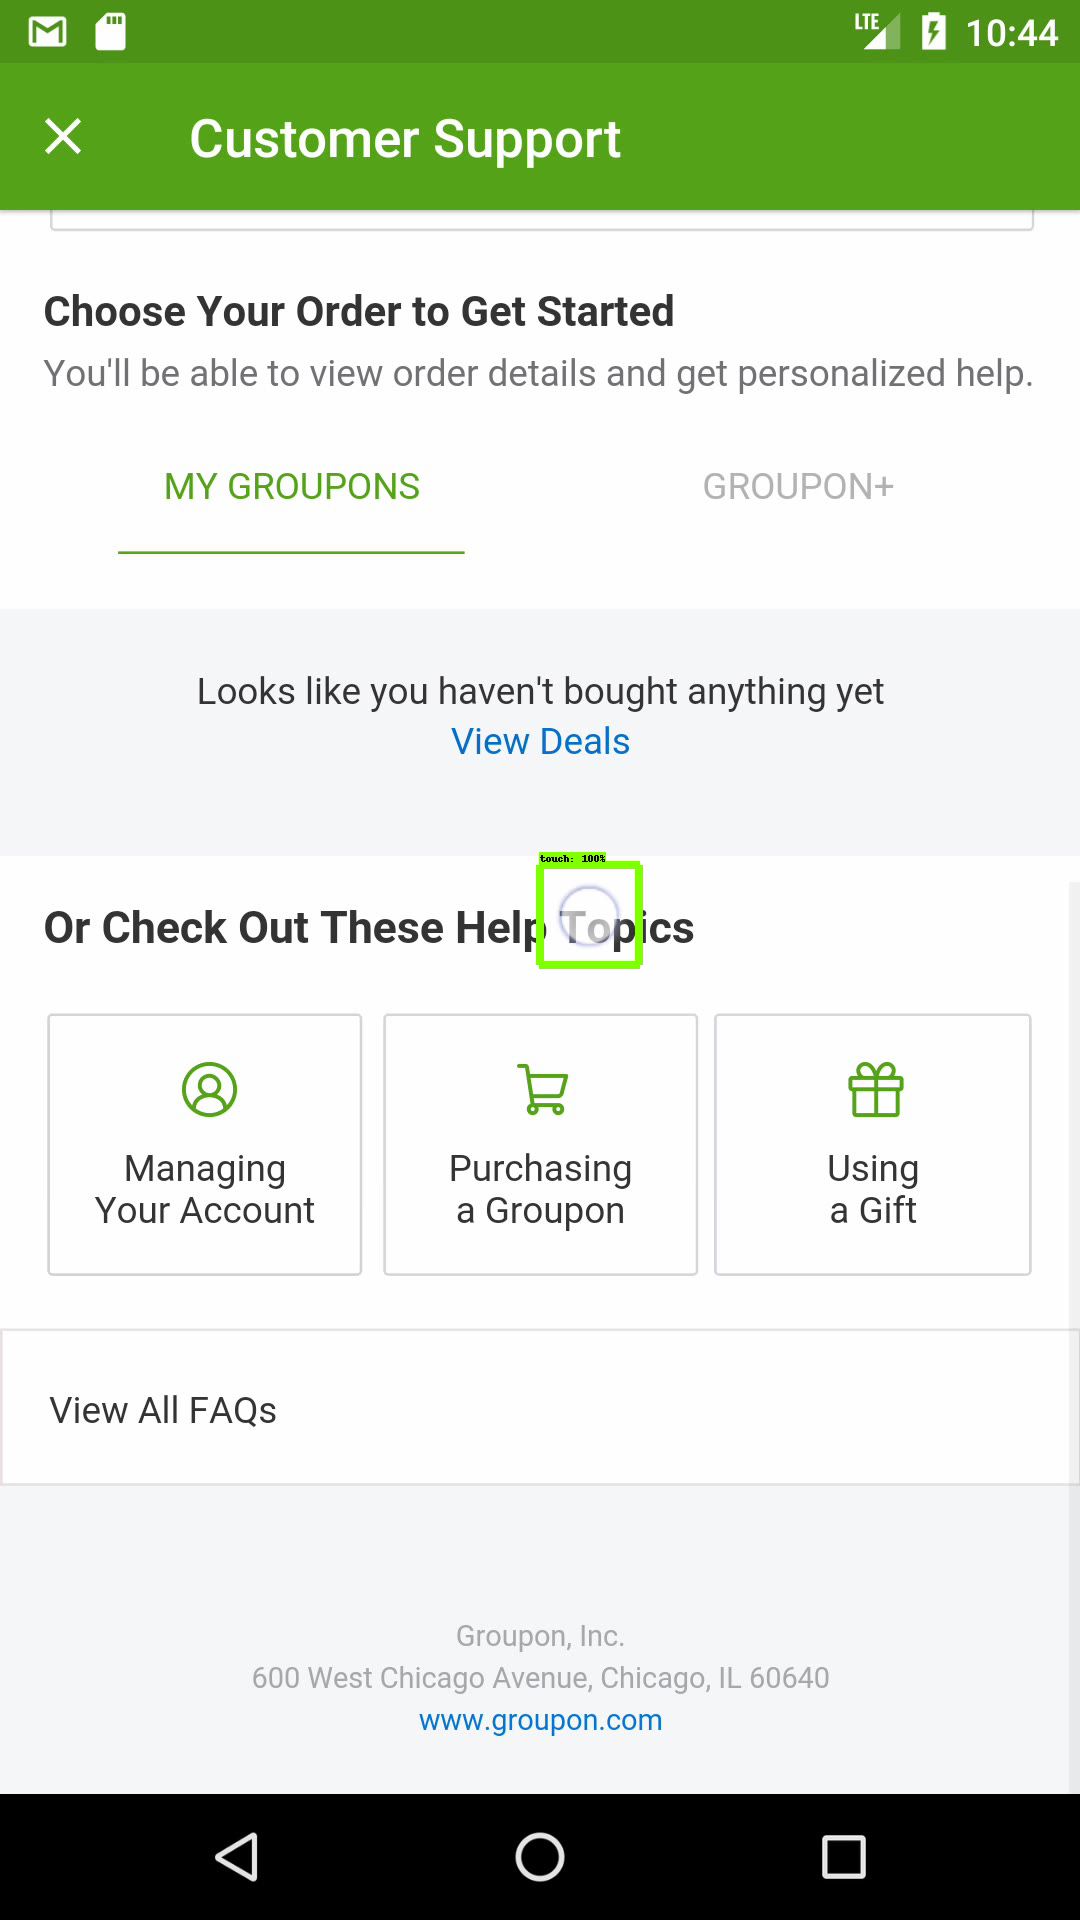 LTE 10:44
Customer Support
Choose Your Order to Get Started
You'll be able to view order details and get personalized help.
MY GROUPONS GROUPON+
Looks like you haven't bought anything yet
View Deals
touch: 100%
Or Check Out These Help Topics
Managing
Your Account
Purchasing
a Groupon
Using
a Gift
View All FAQs
Groupon, Inc.
600 West Chicago Avenue, Chicago, IL 60640
www.groupon.com